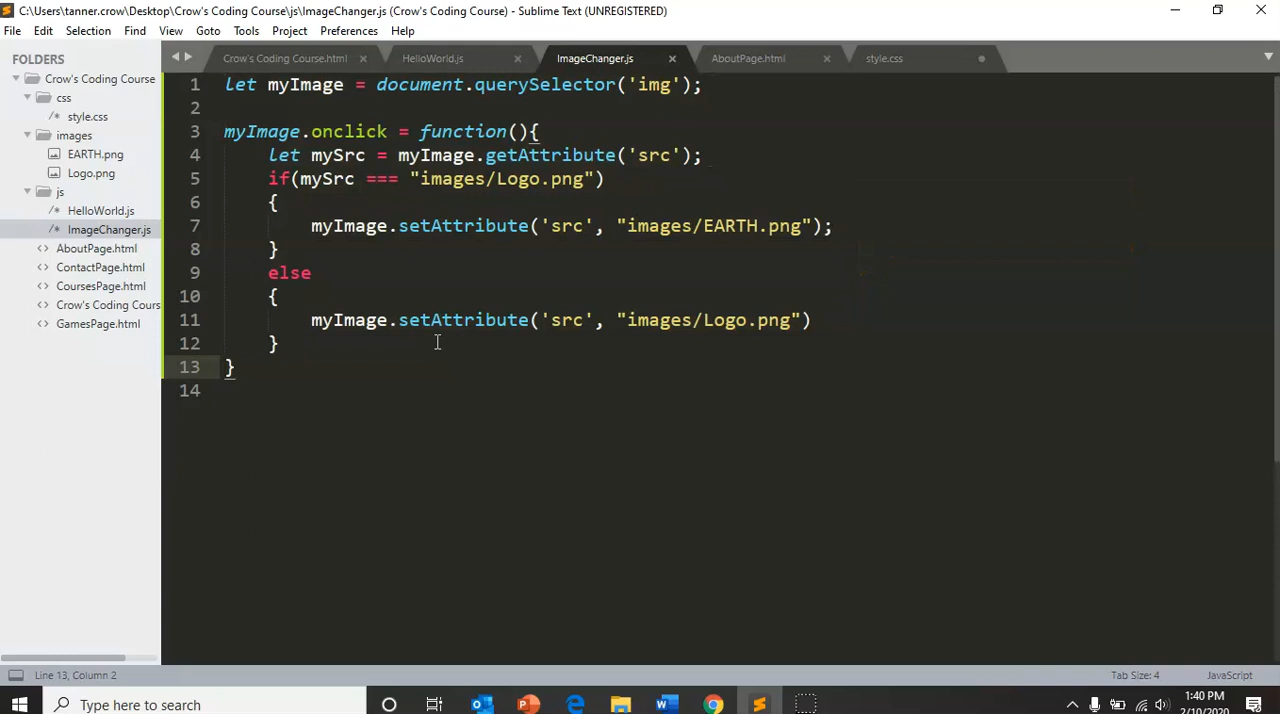 C:\Users\tanner.crow\Desktop\Crow's Coding Course\js\ImageChanger.js (Crow's Coding Course) - Sublime Text (UNREGISTERED)
File Edit Selection Find View Goto Tools Project Preferences Help
FOLDERS
Crow's Coding Course
css
/* style.css
images
EARTH.png
Logo.png
js
/* HelloWorld.js
/* ImageChanger.js
<> AboutPage.html
<> ContactPage.html
<> CoursesPage.html
<> Crow's Coding Cours
<> GamesPage.html
Crow's Coding Course.html HelloWorld.js ImageChanger.js AboutPage.html style.css
1 let myImage = document.querySelector('img');
2
3 myImage.onclick = function(){
4 let mySrc = myImage.getAttribute('src');
5 if(mySrc === "images/Logo.png")
6 {
7 myImage.setAttribute('src', "images/EARTH.png");
8 }
9 else
10 {
11 myImage.setAttribute('src', "images/Logo.png")
12 }
13 }
14
Line 13, Column 2 Tab Size: 4 JavaScript
Type here to search
1:40 PM
2/10/2020